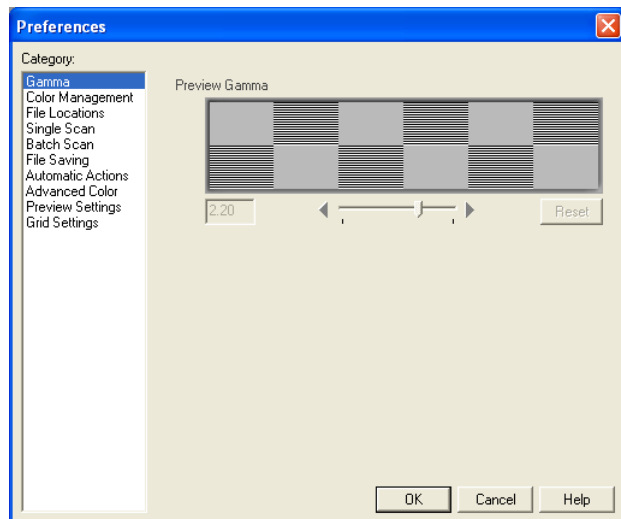 Preferences
Category:
Gamma
Color Management
File Locations
Single Scan
Batch Scan
File Saving
Automatic Actions
Advanced Color
Preview Settings
Grid Settings
Preview Gamma
2.20
Reset
OK
Cancel
Help